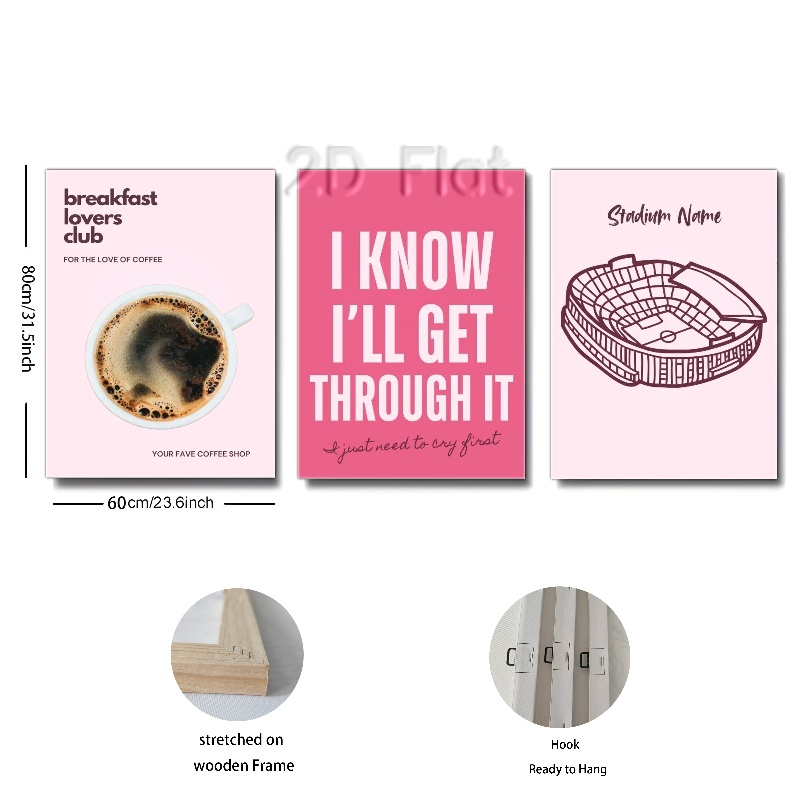 2.D Flat
80cm/31.5inch
breakfast
lovers
club
FOR THE LOVE OF COFFEE
YOUR FAVE COFFEE SHOP
60cm/23.6inch
I KNOW
I'LL GET
THROUGH IT
I just need to cry first
Stadium Name
stretched on
wooden Frame
Hook
Ready to Hang